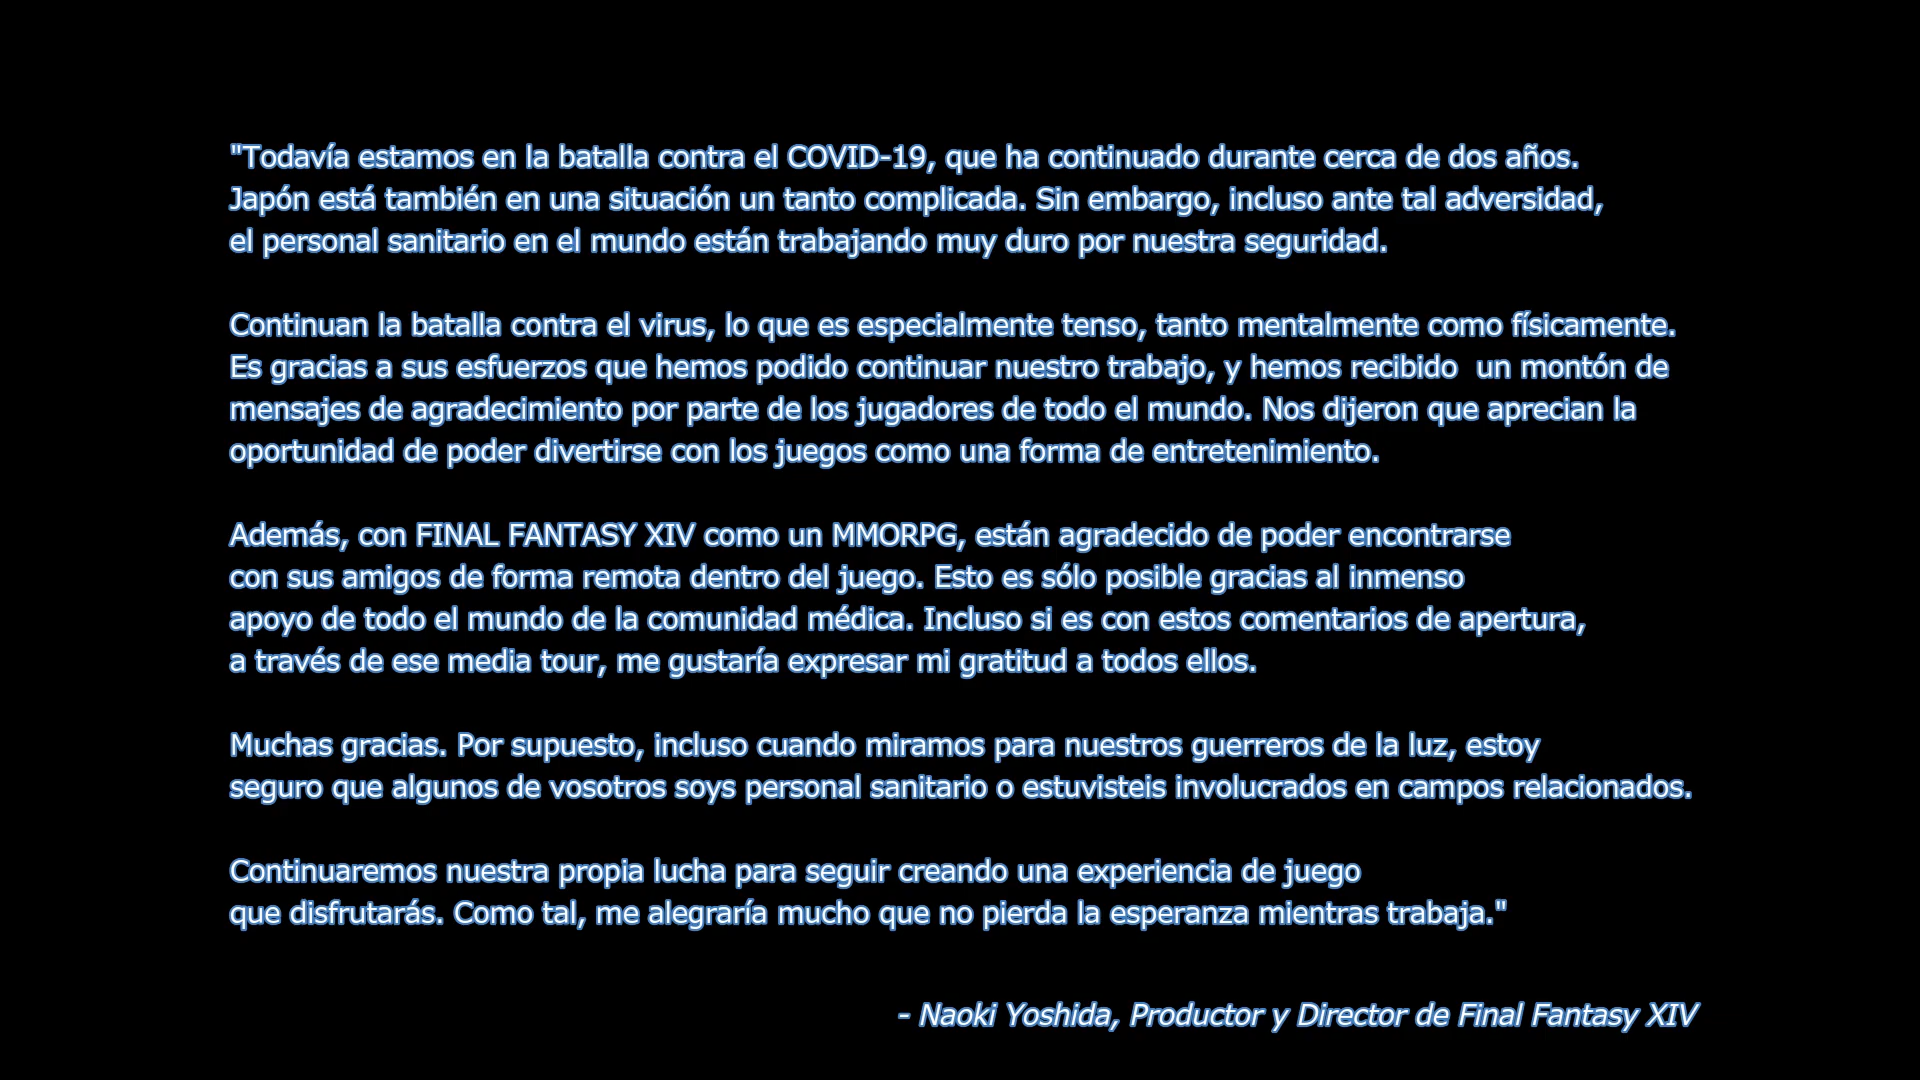 "Todavía estamos en la batalla contra el COVID-19, que ha continuado durante cerca de dos años.
Japón está también en una situación un tanto complicada. Sin embargo, incluso ante tal adversidad,
el personal sanitario en el mundo están trabajando muy duro por nuestra seguridad.
Continuan la batalla contra el virus, lo que es especialmente tenso, tanto mentalmente como físicamente.
Es gracias a sus esfuerzos que hemos podido continuar nuestro trabajo, y hemos recibido  un montón de
mensajes de agradecimiento por parte de los jugadores de todo el mundo. Nos dijeron que aprecian la
oportunidad de poder divertirse con los juegos como una forma de entretenimiento.
Además, con FINAL FANTASY XIV como un MMORPG, están agradecido de poder encontrarse
con sus amigos de forma remota dentro del juego. Esto es sólo posible gracias al inmenso
apoyo de todo el mundo de la comunidad médica. Incluso si es con estos comentarios de apertura,
a través de ese media tour, me gustaría expresar mi gratitud a todos ellos.
Muchas gracias. Por supuesto, incluso cuando miramos para nuestros guerreros de la luz, estoy
seguro que algunos de vosotros soys personal sanitario o estuvisteis involucrados en campos relacionados.
Continuaremos nuestra propia lucha para seguir creando una experiencia de juego
que disfrutarás. Como tal, me alegraría mucho que no pierda la esperanza mientras trabaja."
- Naoki Yoshida, Productor y Director de Final Fantasy XIV